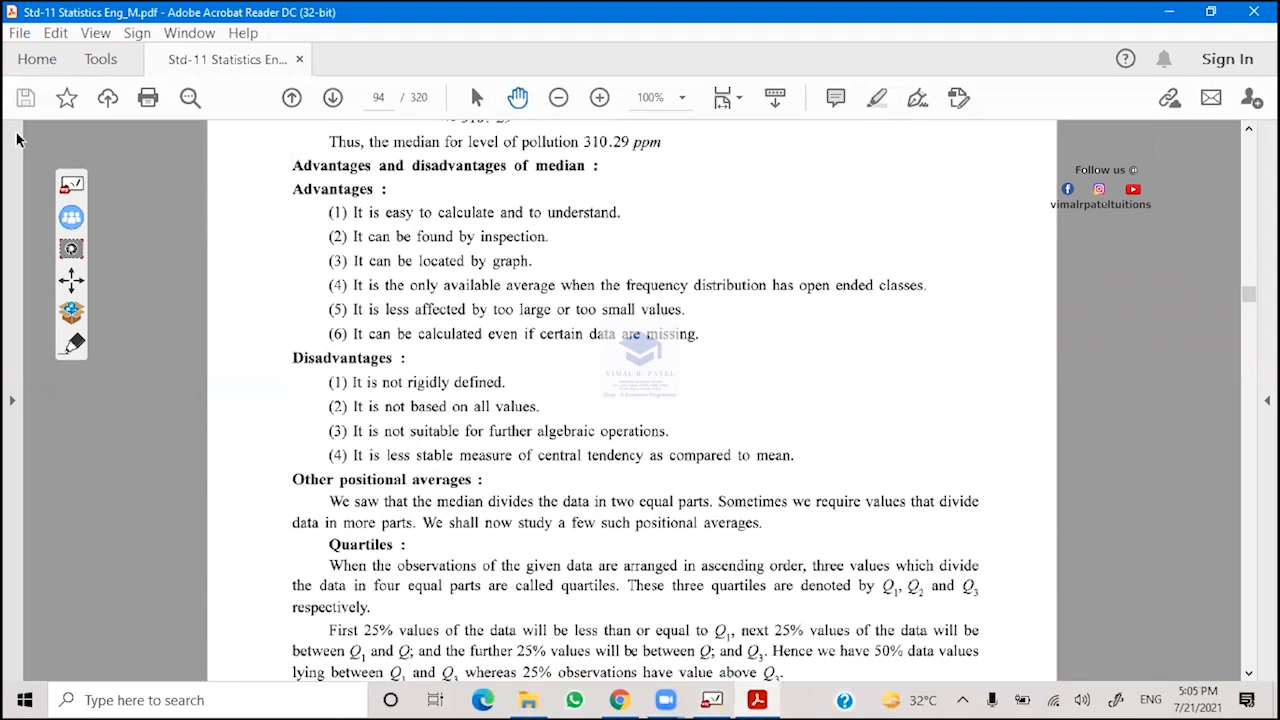 Std-11 Statistics Eng_M.pdf - Adobe Acrobat Reader DC (32-bit)
File Edit View Sign Window Help
Home Tools Std-11 Statistics En... × Sign In
94 / 320 100%
Thus, the median for level of pollution 310.29 ppm
Advantages and disadvantages of median :
Advantages :
(1) It is easy to calculate and to understand.
(2) It can be found by inspection.
(3) It can be located by graph.
(4) It is the only available average when the frequency distribution has open ended classes.
(5) It is less affected by too large or too small values.
(6) It can be calculated even if certain data are missing.
Disadvantages :
(1) It is not rigidly defined.
(2) It is not based on all values.
(3) It is not suitable for further algebraic operations.
(4) It is less stable measure of central tendency as compared to mean.
Other positional averages :
We saw that the median divides the data in two equal parts. Sometimes we require values that divide
data in more parts. We shall now study a few such positional averages.
Quartiles :
When the observations of the given data are arranged in ascending order, three values which divide
the data in four equal parts are called quartiles. These three quartiles are denoted by Q₁, Q₂ and Q₃
respectively.
First 25% values of the data will be less than or equal to Q₁, next 25% values of the data will be
between Q₁ and Q; and the further 25% values will be between Q; and Q₃. Hence we have 50% data values
lying between Q₁ and Q₃ whereas 25% observations have value above Q₃.
Follow us @
vimalrpateltuitions
VIMAL R. PATEL
Type here to search
32°C ENG
5:05 PM
7/21/2021